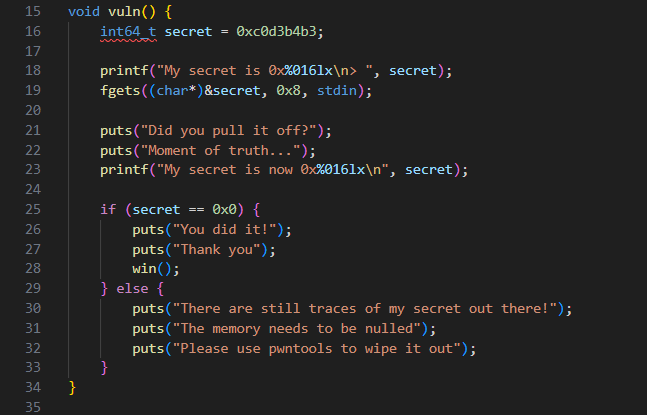 15 void vuln() {
16     int64_t secret = 0xc0d3b4b3;
17
18     printf("My secret is 0x%016lx\n> ", secret);
19     fgets((char*)&secret, 0x8, stdin);
20
21     puts("Did you pull it off?");
22     puts("Moment of truth...");
23     printf("My secret is now 0x%016lx\n", secret);
24
25     if (secret == 0x0) {
26         puts("You did it!");
27         puts("Thank you");
28         win();
29     } else {
30         puts("There are still traces of my secret out there!");
31         puts("The memory needs to be nulled");
32         puts("Please use pwntools to wipe it out");
33     }
34 }
35